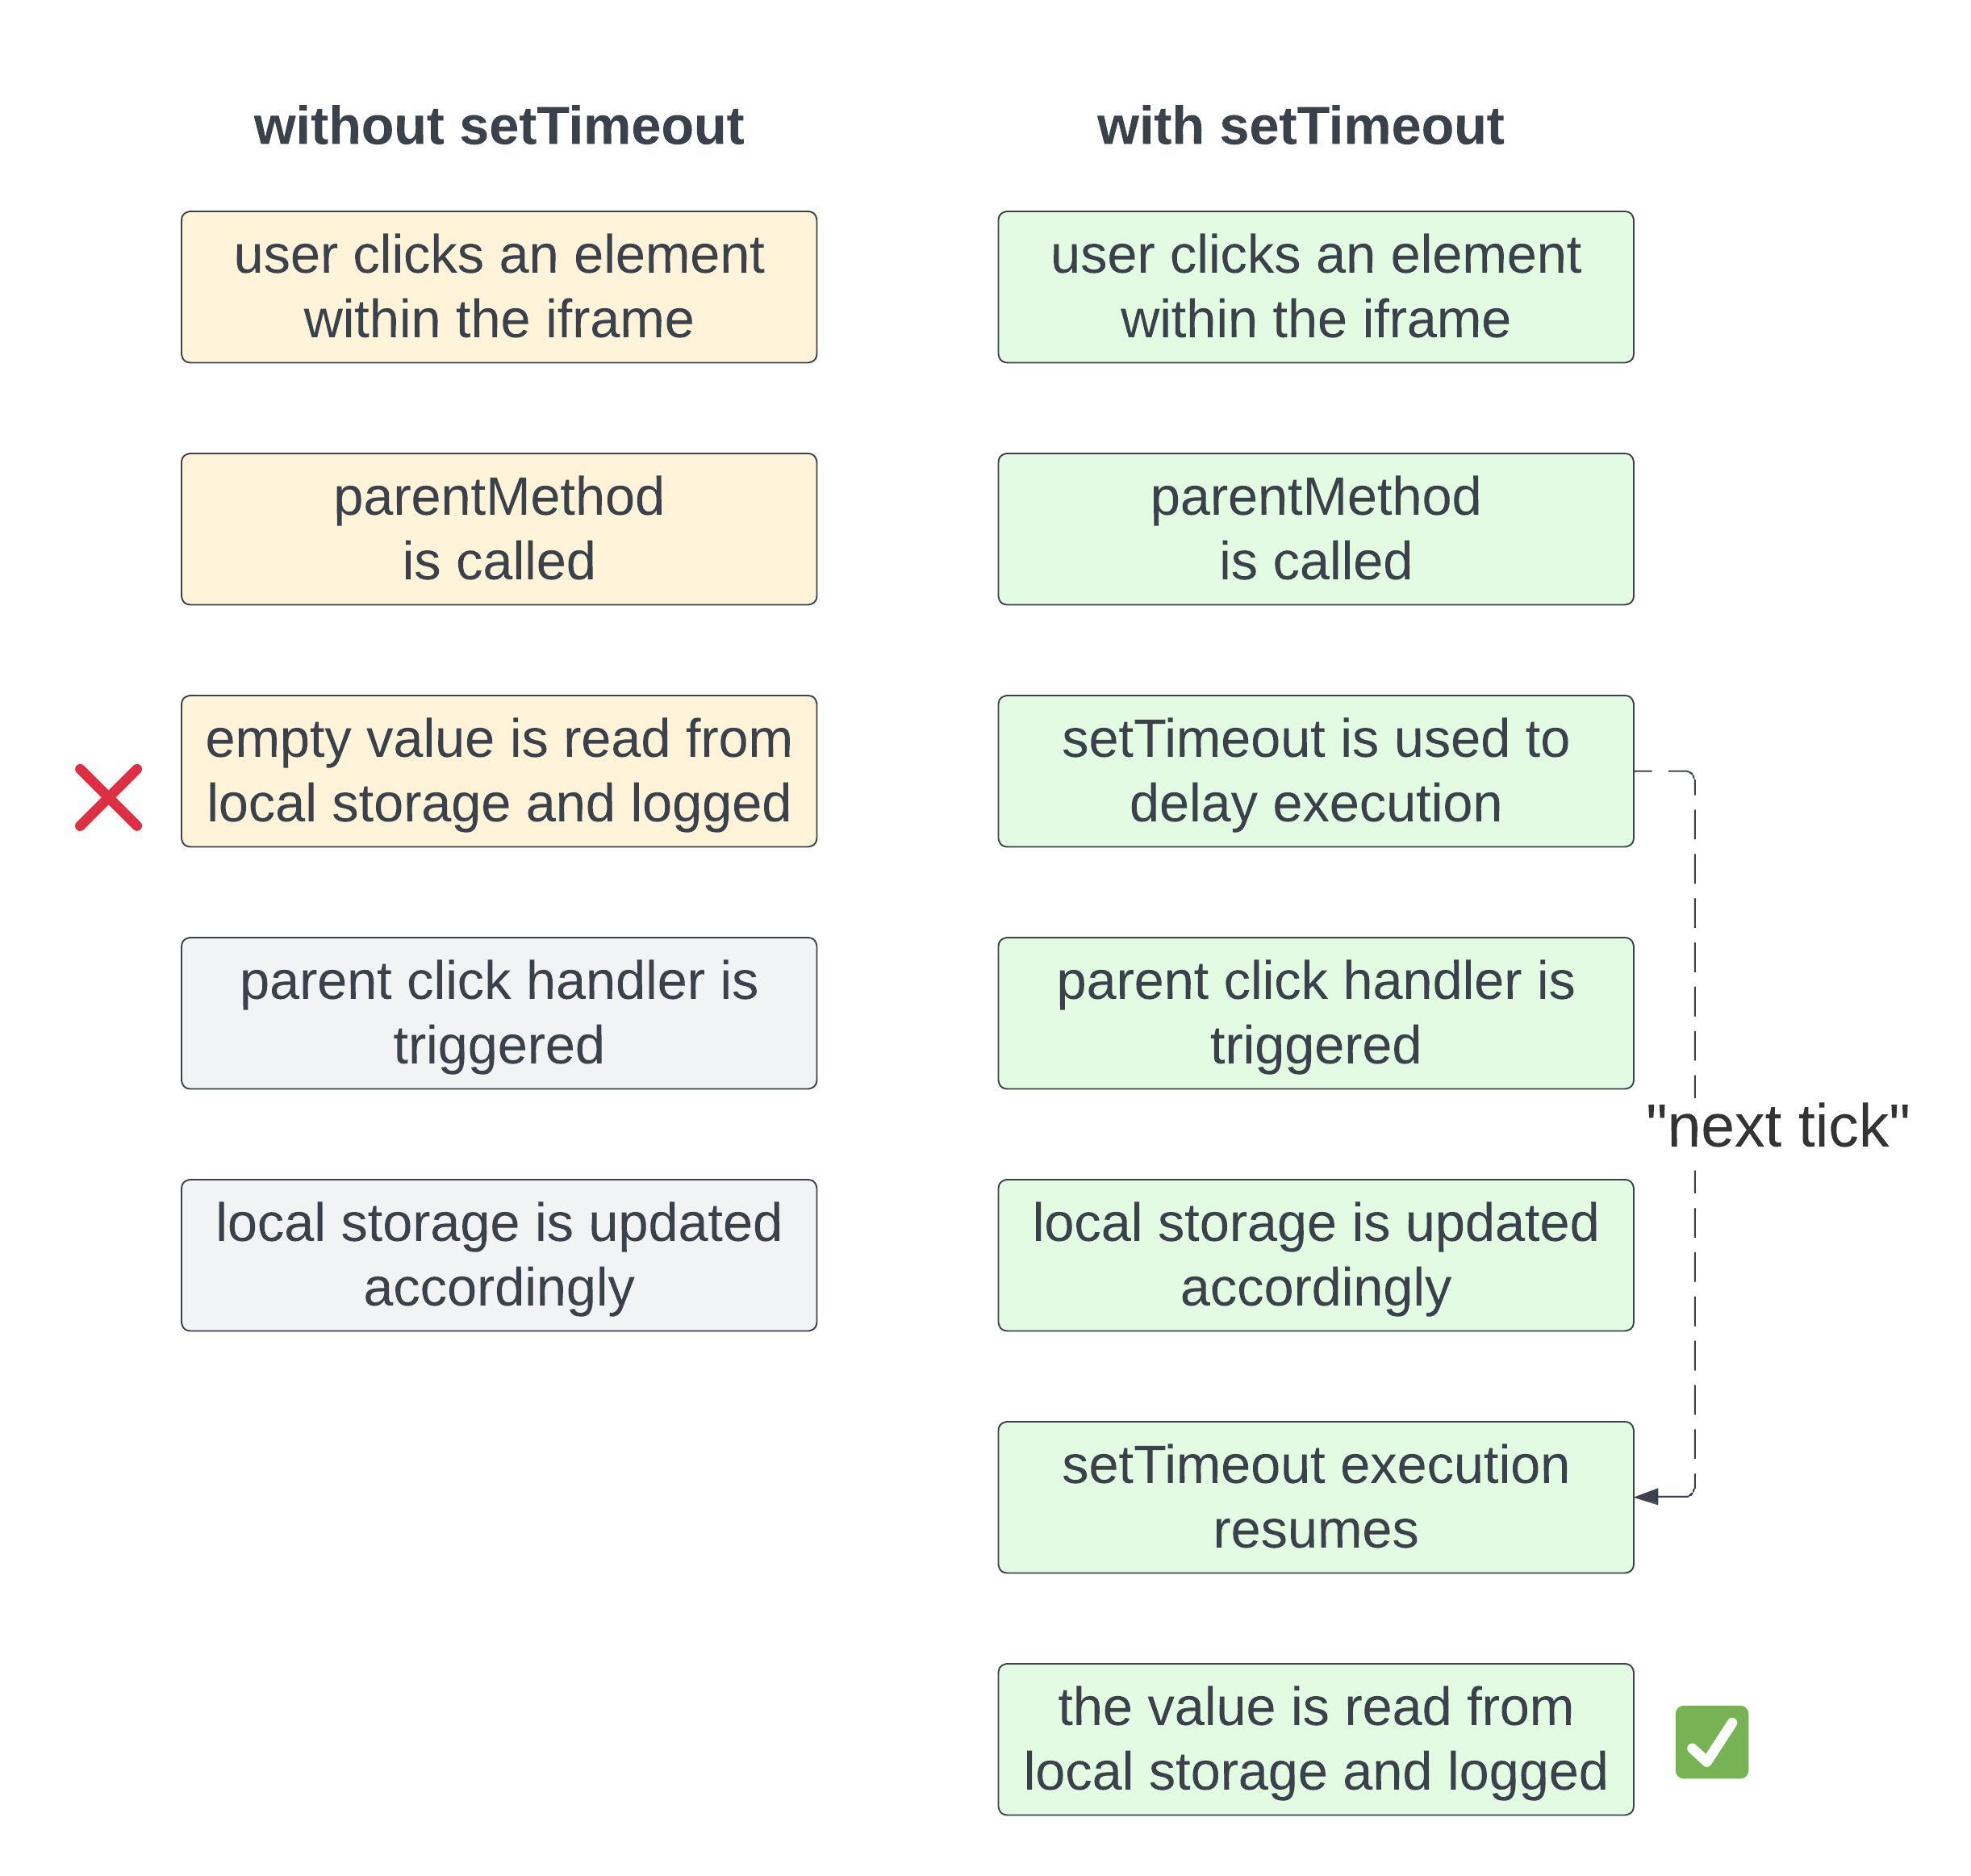 without setTimeout
user clicks an element
within the iframe
parentMethod
is called
empty value is read from
local storage and logged
parent click handler is
triggered
local storage is updated
accordingly
with setTimeout
user clicks an element
within the iframe
parentMethod
is called
setTimeout is used to
delay execution
parent click handler is
triggered
"next tick"
local storage is updated
accordingly
setTimeout execution
resumes
the value is read from
local storage and logged